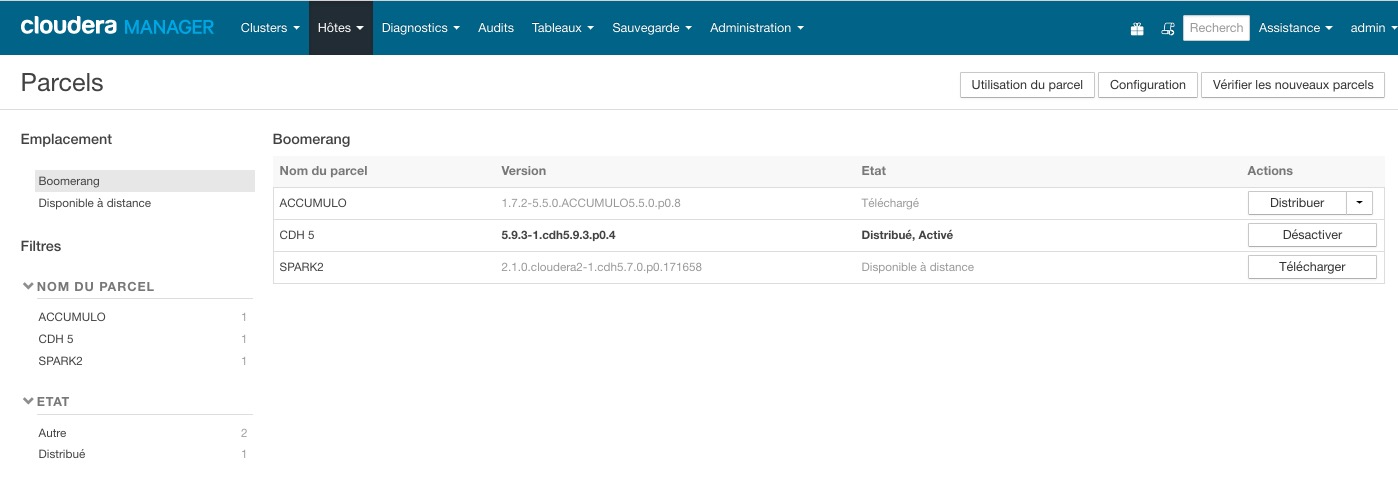 cloudera MANAGER Clusters Hôtes Diagnostics Audits Tableaux Sauvegarde Administration Recherch Assistance admin
Parcels Utilisation du parcel Configuration Vérifier les nouveaux parcels
Emplacement
Boomerang
Disponible à distance
Filtres
NOM DU PARCEL
ACCUMULO 1
CDH 5 1
SPARK2 1
ETAT
Autre 2
Distribué 1
Boomerang
Nom du parcel Version Etat Actions
ACCUMULO 1.7.2-5.5.0.ACCUMULO5.5.0.p0.8 Téléchargé Distribuer
CDH 5 5.9.3-1.cdh5.9.3.p0.4 Distribué, Activé Désactiver
SPARK2 2.1.0.cloudera2-1.cdh5.7.0.p0.171658 Disponible à distance Télécharger